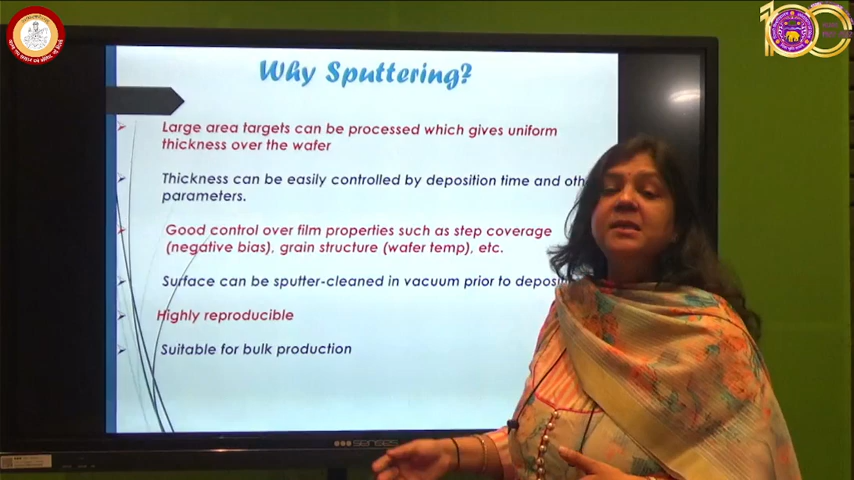 Why Sputtering?
Large area targets can be processed which gives uniform
thickness over the wafer
Thickness can be easily controlled by deposition time and
parameters.
Good control over film properties such as step coverage
(negative bias), grain structure (wafer temp), etc.
Surface can be sputter-cleaned in vacuum prior to
Highly reproducible
Suitable for bulk production
senses
100